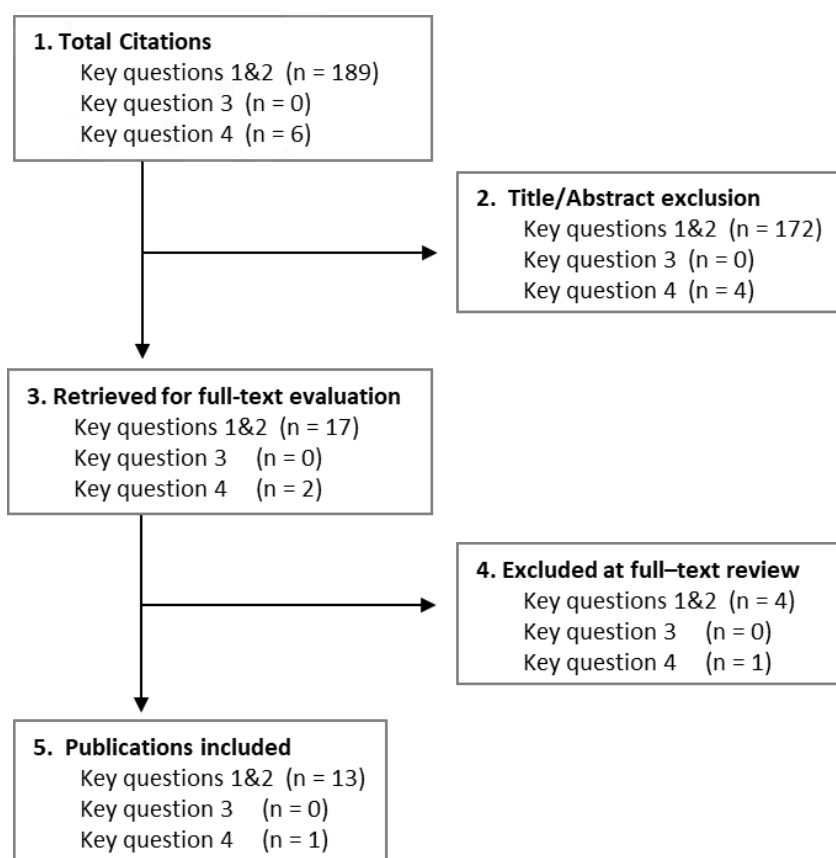 1. Total Citations
Key questions 1&2 (n = 189)
Key question 3 (n = 0)
Key question 4 (n = 6)
2. Title/Abstract exclusion
Key questions 1&2 (n = 172)
Key question 3 (n = 0)
Key question 4 (n = 4)
3. Retrieved for full-text evaluation
Key questions 1&2 (n = 17)
Key question 3 (n = 0)
Key question 4 (n = 2)
4. Excluded at full–text review
Key questions 1&2 (n = 4)
Key question 3 (n = 0)
Key question 4 (n = 1)
5. Publications included
Key questions 1&2 (n = 13)
Key question 3 (n = 0)
Key question 4 (n = 1)